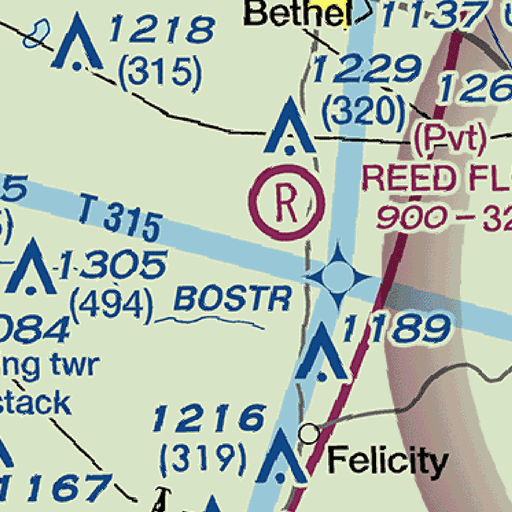 Bethel
1137
1218
(315)
1229
(320)
126
(Pvt)
R
REED FL
900 - 32
T 315
5
1305
(494)
BOSTR
084
1189
ng twr
stack
1216
(319)
Felicity
1167